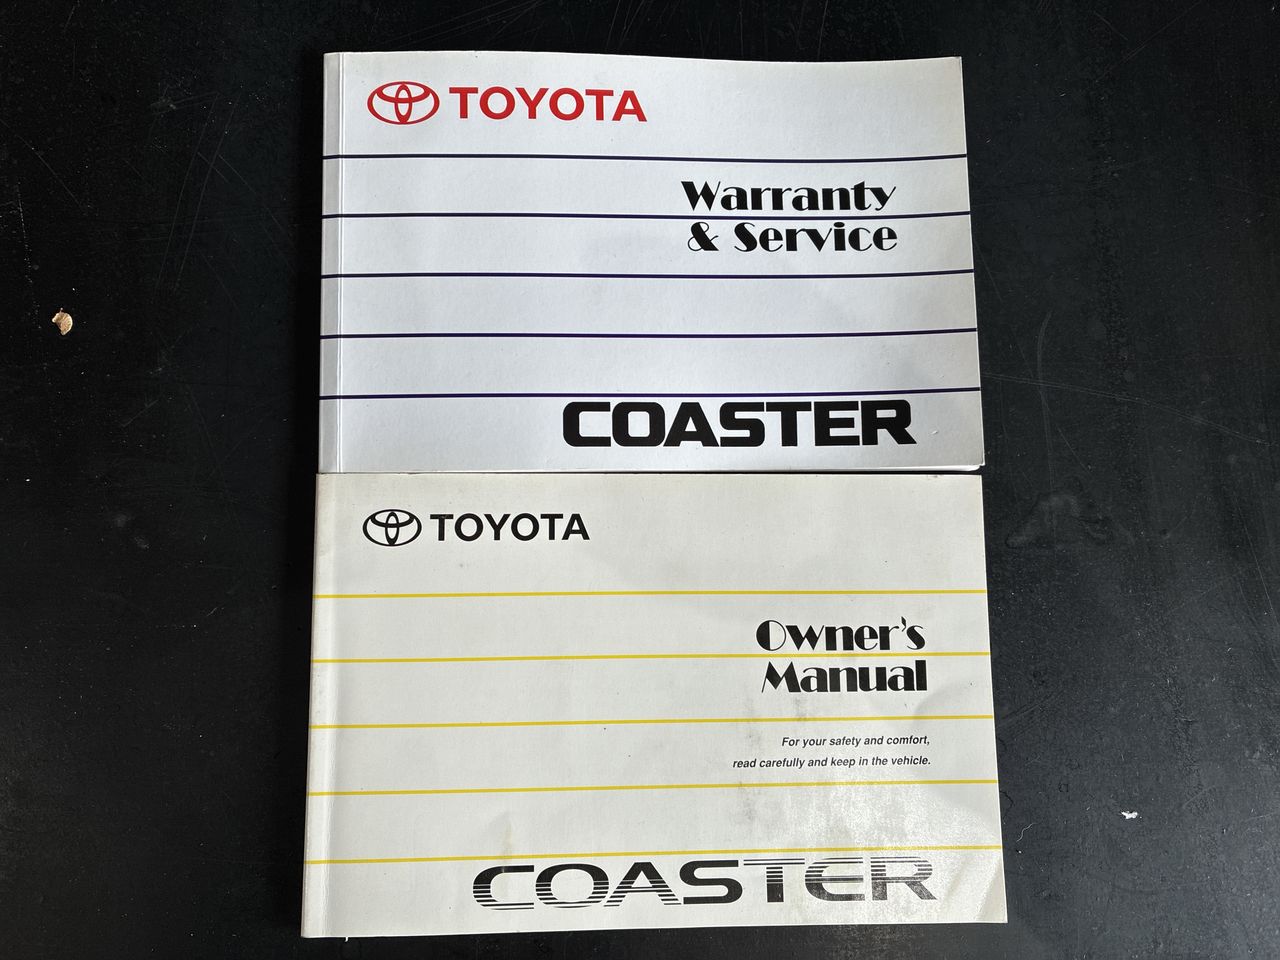 TOYOTA
Warranty
& Service
COASTER
TOYOTA
Owner's
Manual
For your safety and comfort,
read carefully and keep in the vehicle.
COASTER